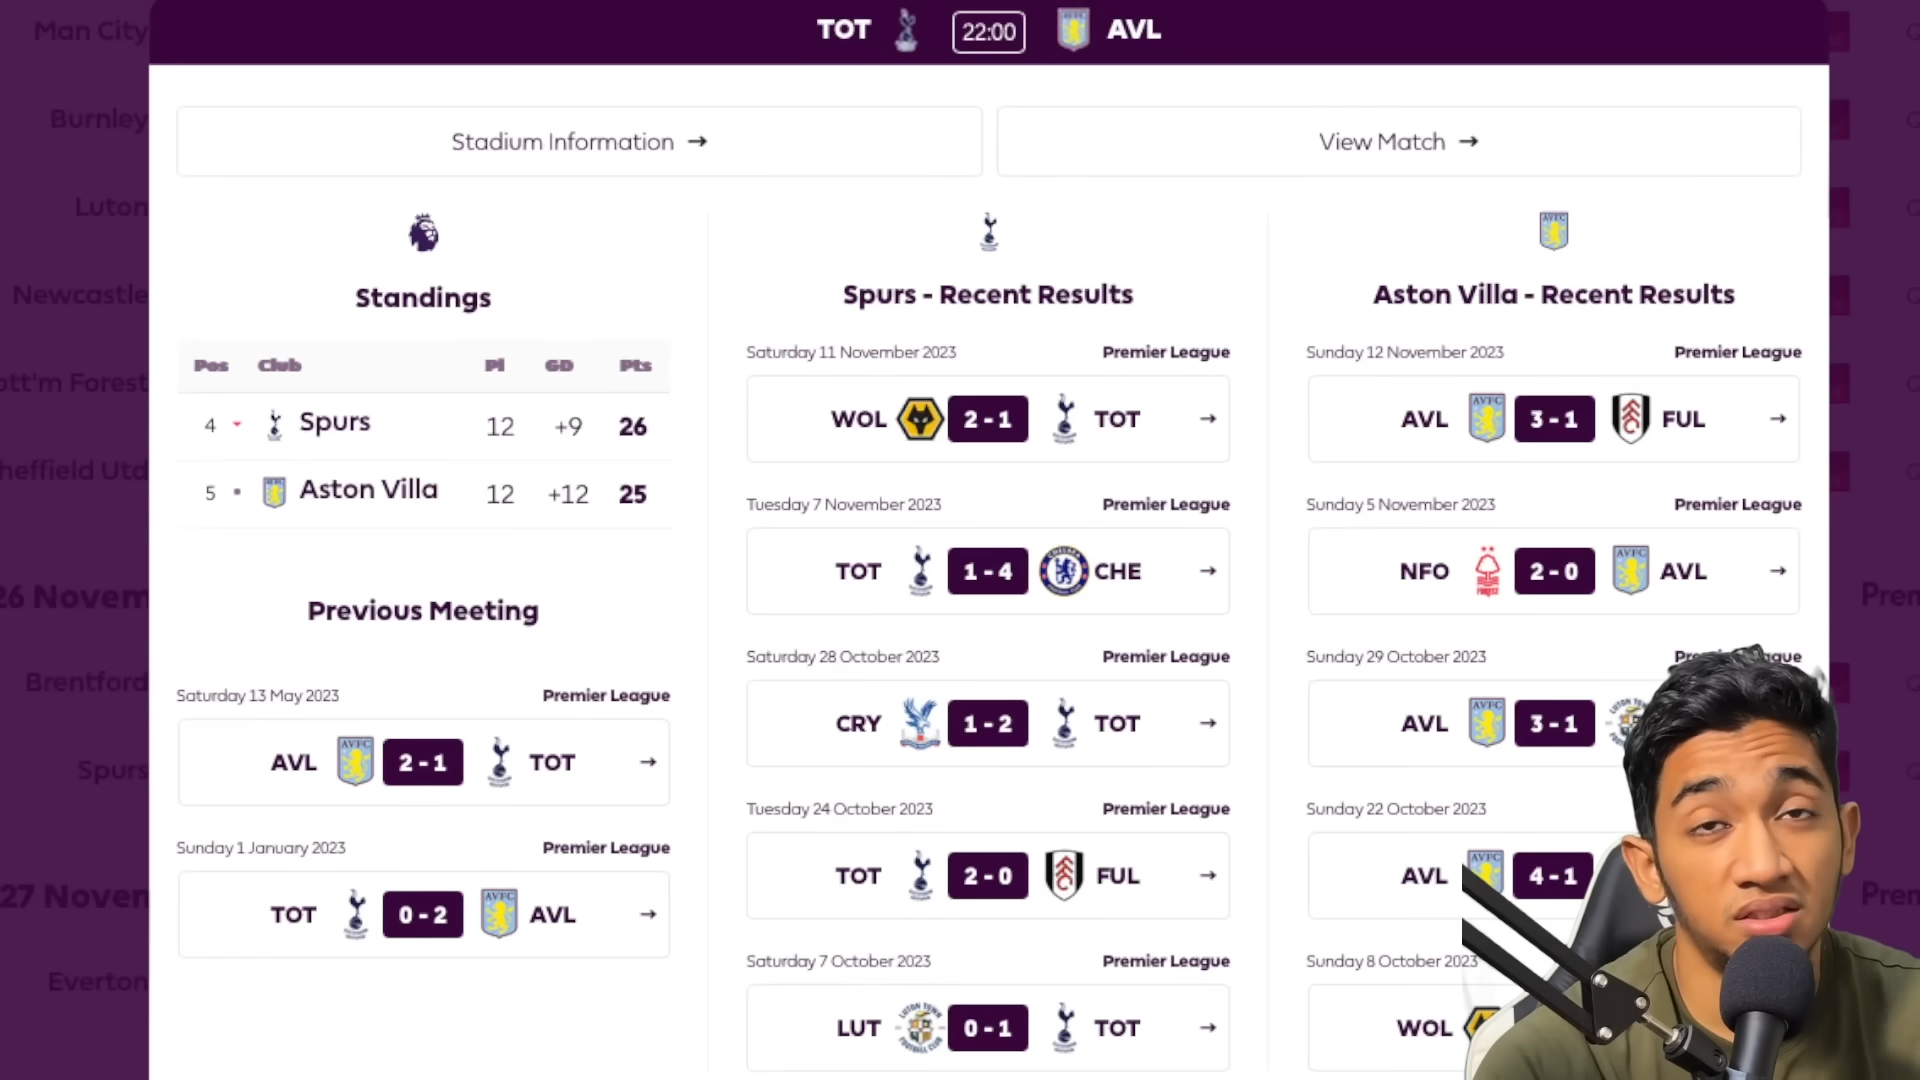 TOT 22:00 AVL
Stadium Information →
View Match →
Standings
Pos Club Pl GD Pts
4 Spurs 12 +9 26
5 Aston Villa 12 +12 25
Previous Meeting
Saturday 13 May 2023 Premier League
AVL 2 - 1 TOT →
Sunday 1 January 2023 Premier League
TOT 0 - 2 AVL →
Spurs - Recent Results
Saturday 11 November 2023 Premier League
WOL 2 - 1 TOT →
Tuesday 7 November 2023 Premier League
TOT 1 - 4 CHE →
Saturday 28 October 2023 Premier League
CRY 1 - 2 TOT →
Tuesday 24 October 2023 Premier League
TOT 2 - 0 FUL →
Saturday 7 October 2023 Premier League
LUT 0 - 1 TOT →
Aston Villa - Recent Results
Sunday 12 November 2023 Premier League
AVL 3 - 1 FUL →
Sunday 5 November 2023 Premier League
NFO 2 - 0 AVL →
Sunday 29 October 2023
AVL 3 - 1
Sunday 22 October 2023
AVL 4 - 1
Sunday 8 October 2023
WOL
Man City
Burnley
Luton
Newcastle
ott'm Forest
heffield Utd
26 Novem
Prem
Brentford
Spurs
27 Noven
Prem
Everton